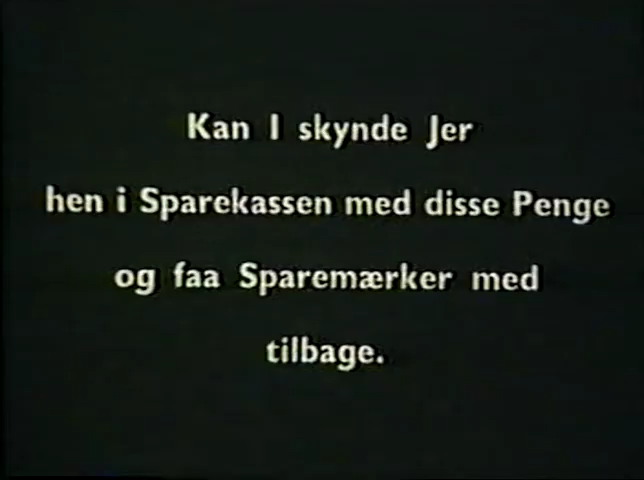 Kan I skynde Jer
hen i Sparekassen med disse Penge
og faa Sparemærker med
tilbage.